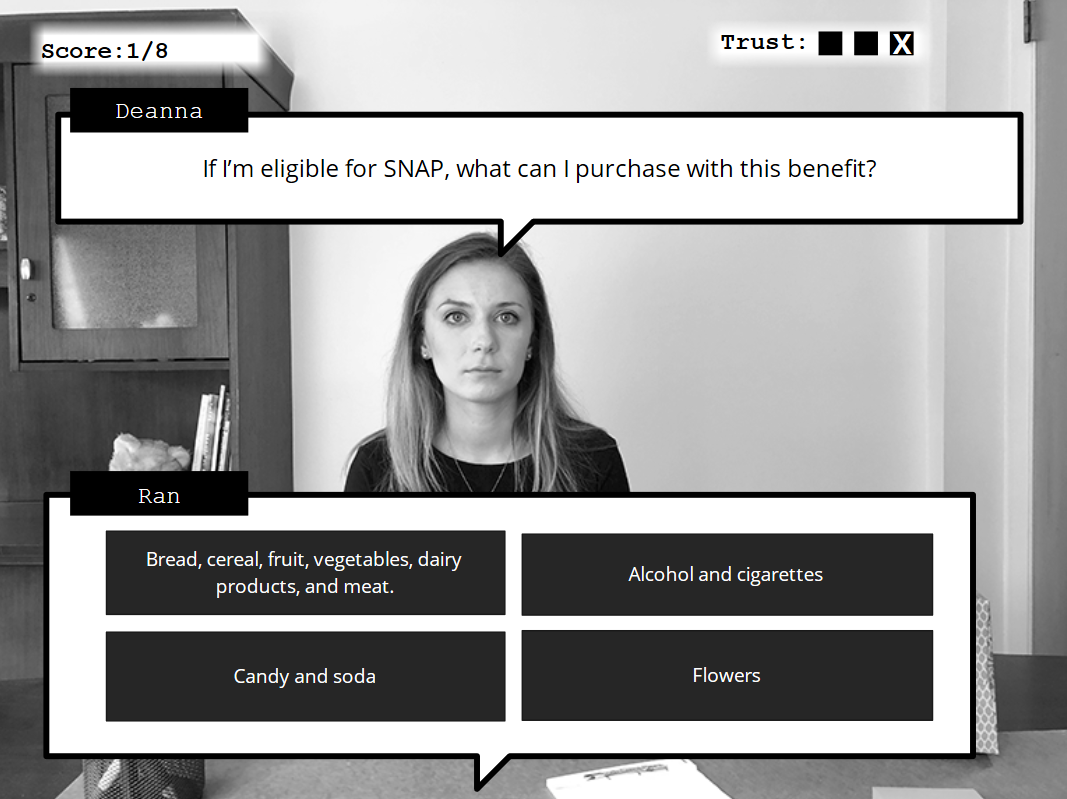 Score:1/8
Trust: X
Deanna
If I'm eligible for SNAP, what can I purchase with this benefit?
Ran
Bread, cereal, fruit, vegetables, dairy
products, and meat.
Alcohol and cigarettes
Candy and soda
Flowers